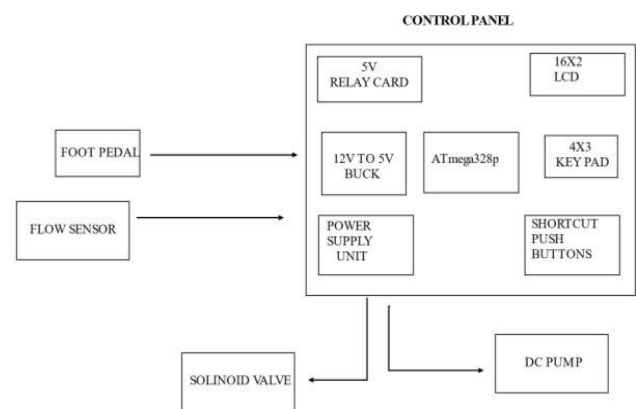 CONTROL PANEL
5V
RELAY CARD
16X2
LCD
FOOT PEDAL
12V TO 5V
BUCK
ATmega328p
4X3
KEY PAD
FLOW SENSOR
POWER
SUPPLY
UNIT
SHORTCUT
PUSH
BUTTONS
SOLINOID VALVE
DC PUMP